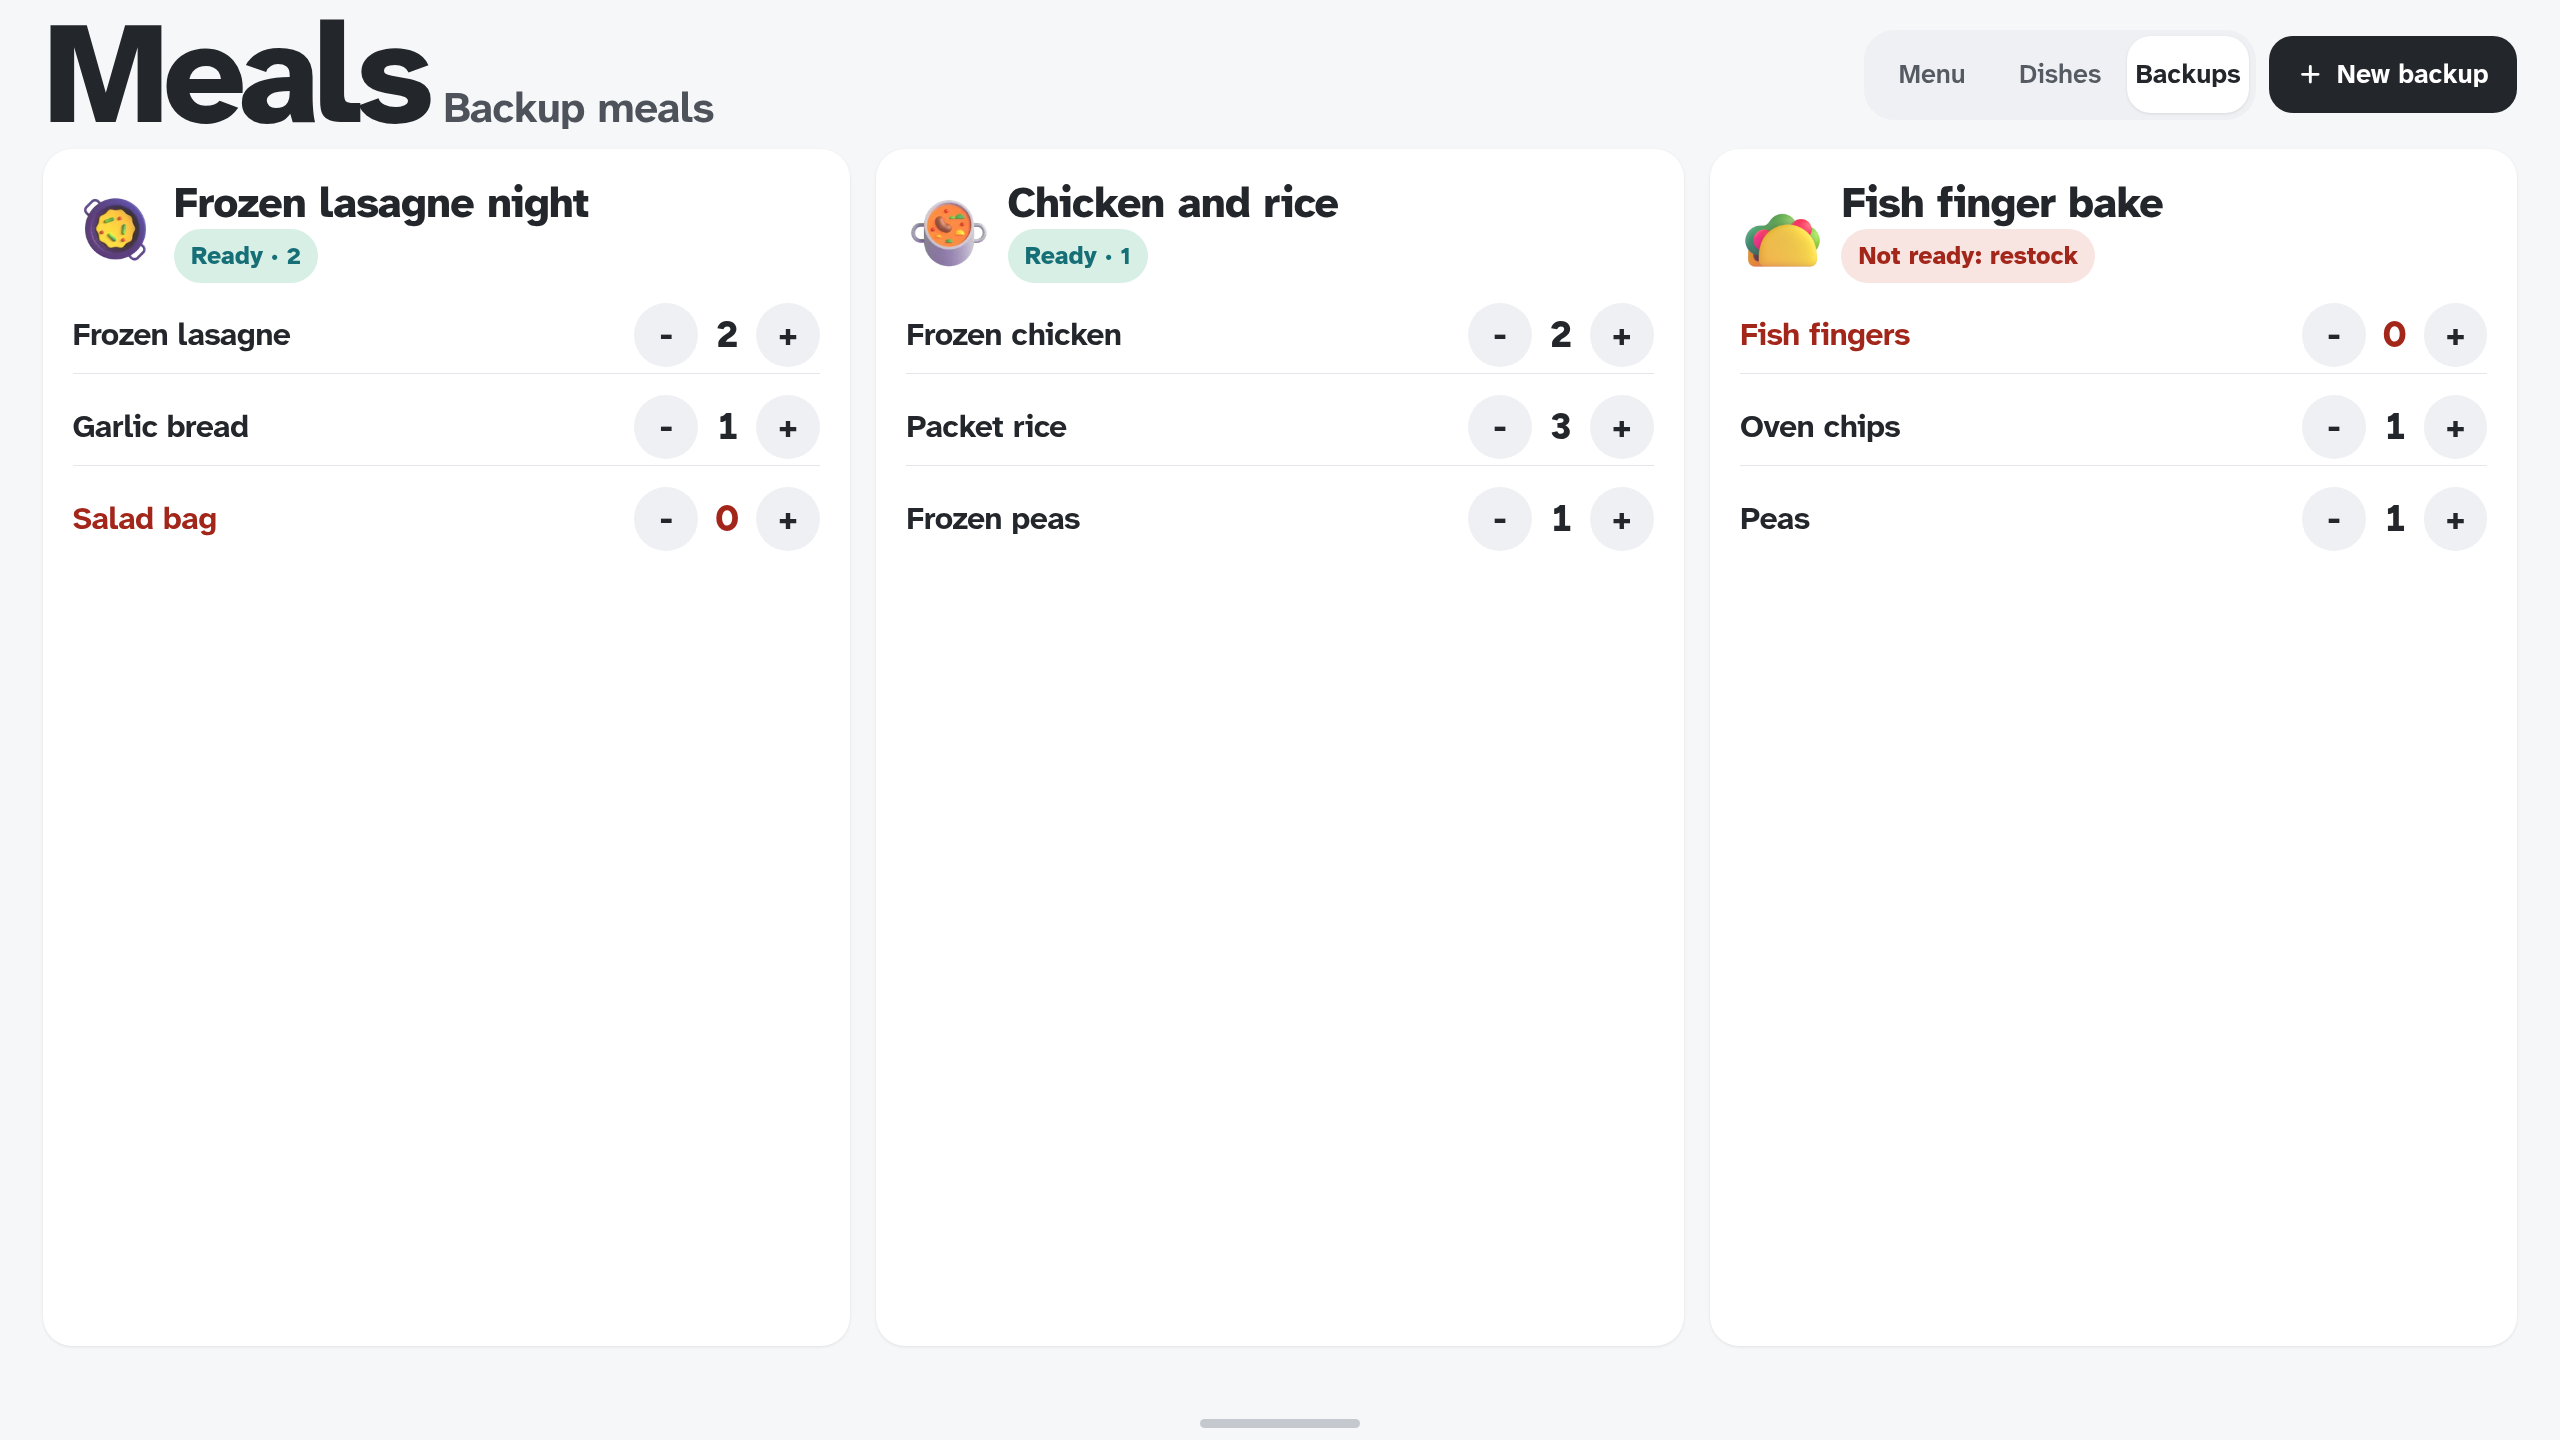 Meals Backup meals
Menu Dishes Backups + New backup
Frozen lasagne night
Ready · 2
Frozen lasagne - 2 +
Garlic bread - 1 +
Salad bag - 0 +
Chicken and rice
Ready · 1
Frozen chicken - 2 +
Packet rice - 3 +
Frozen peas - 1 +
Fish finger bake
Not ready: restock
Fish fingers - 0 +
Oven chips - 1 +
Peas - 1 +